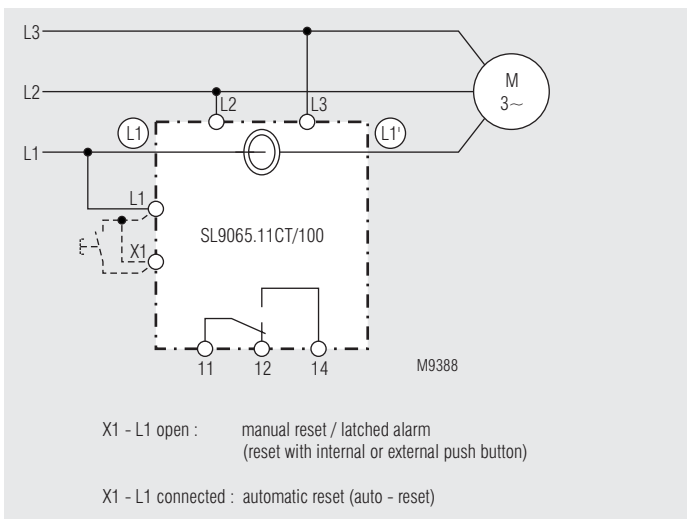 L3
M
3~
L2
L2
L3
L1
L1'
L1
L1
SL9065.11CT/100
X1
11
12
14
M9388
X1 - L1 open : manual reset / latched alarm
(reset with internal or external push button)
X1 - L1 connected : automatic reset (auto - reset)